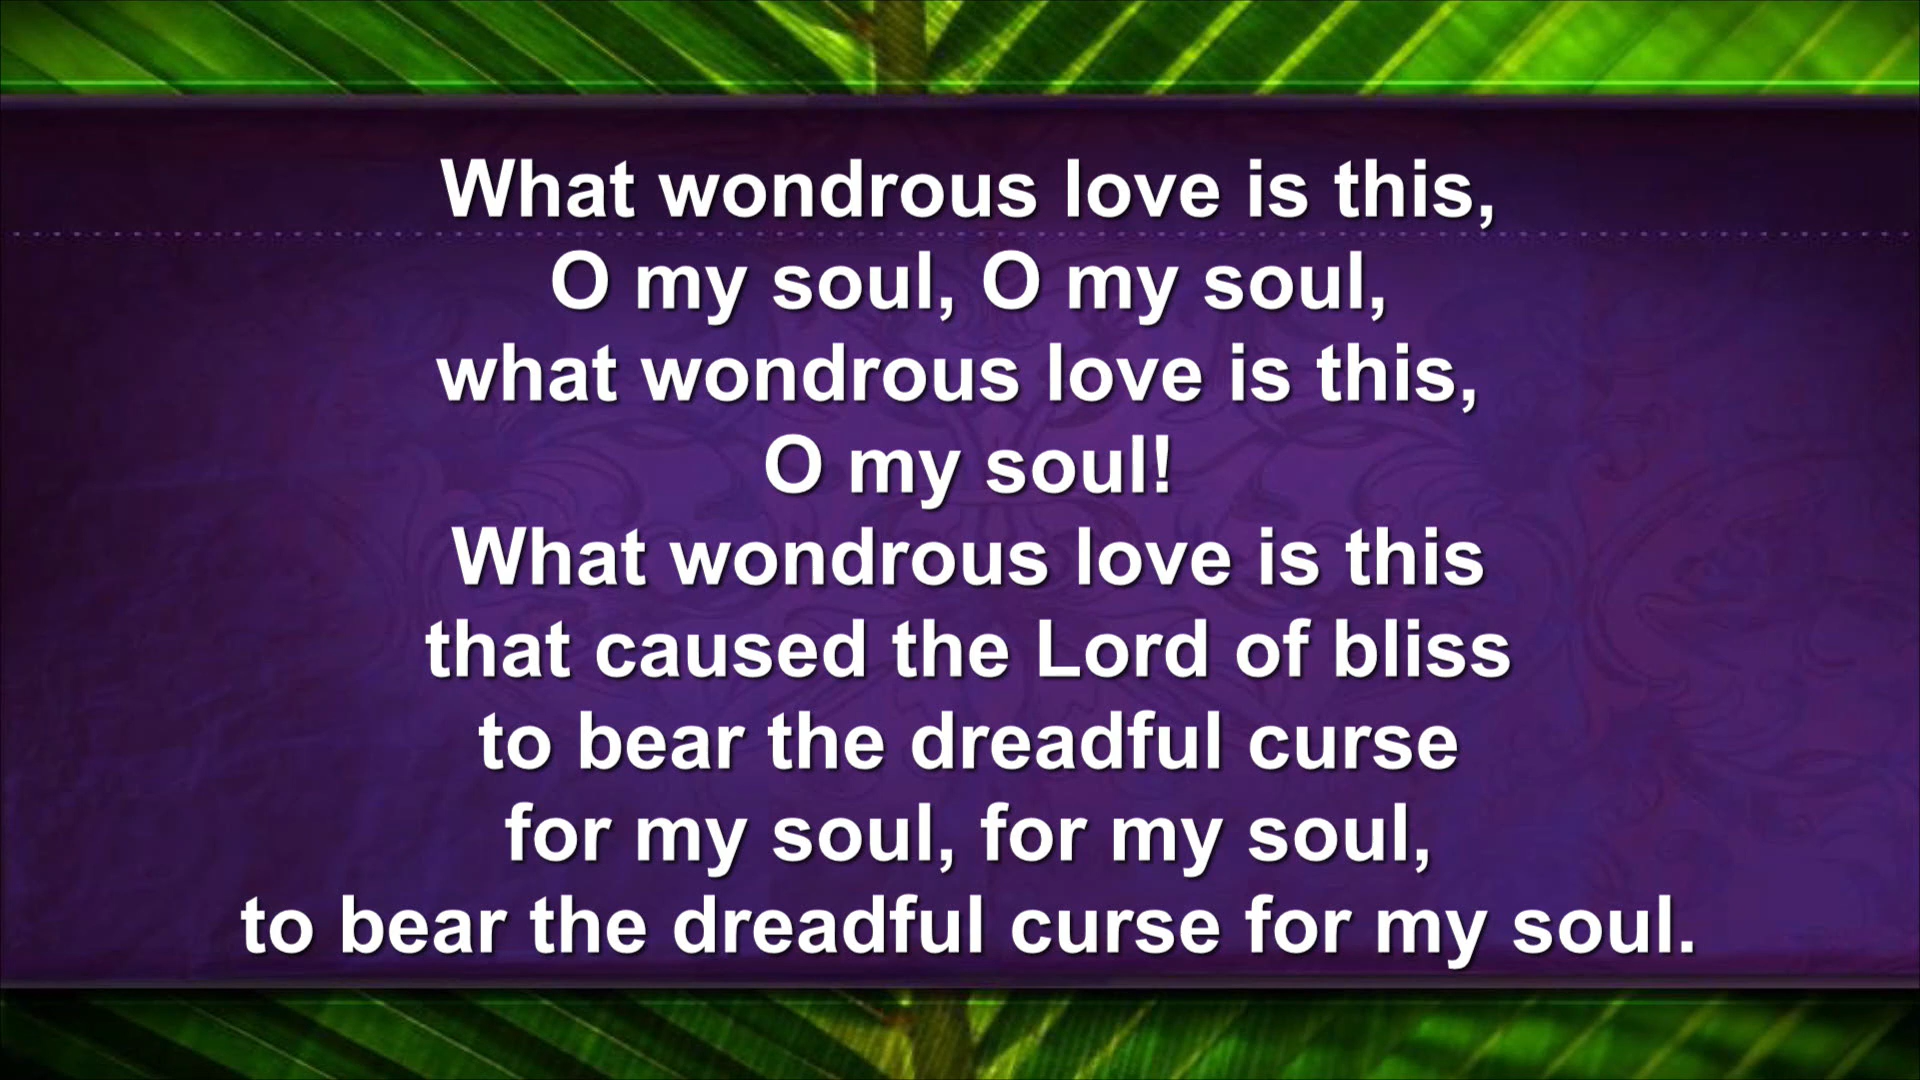 What wondrous love is this,
O my soul, O my soul,
what wondrous love is this,
O my soul!
What wondrous love is this
that caused the Lord of bliss
to bear the dreadful curse
for my soul, for my soul,
to bear the dreadful curse for my soul.